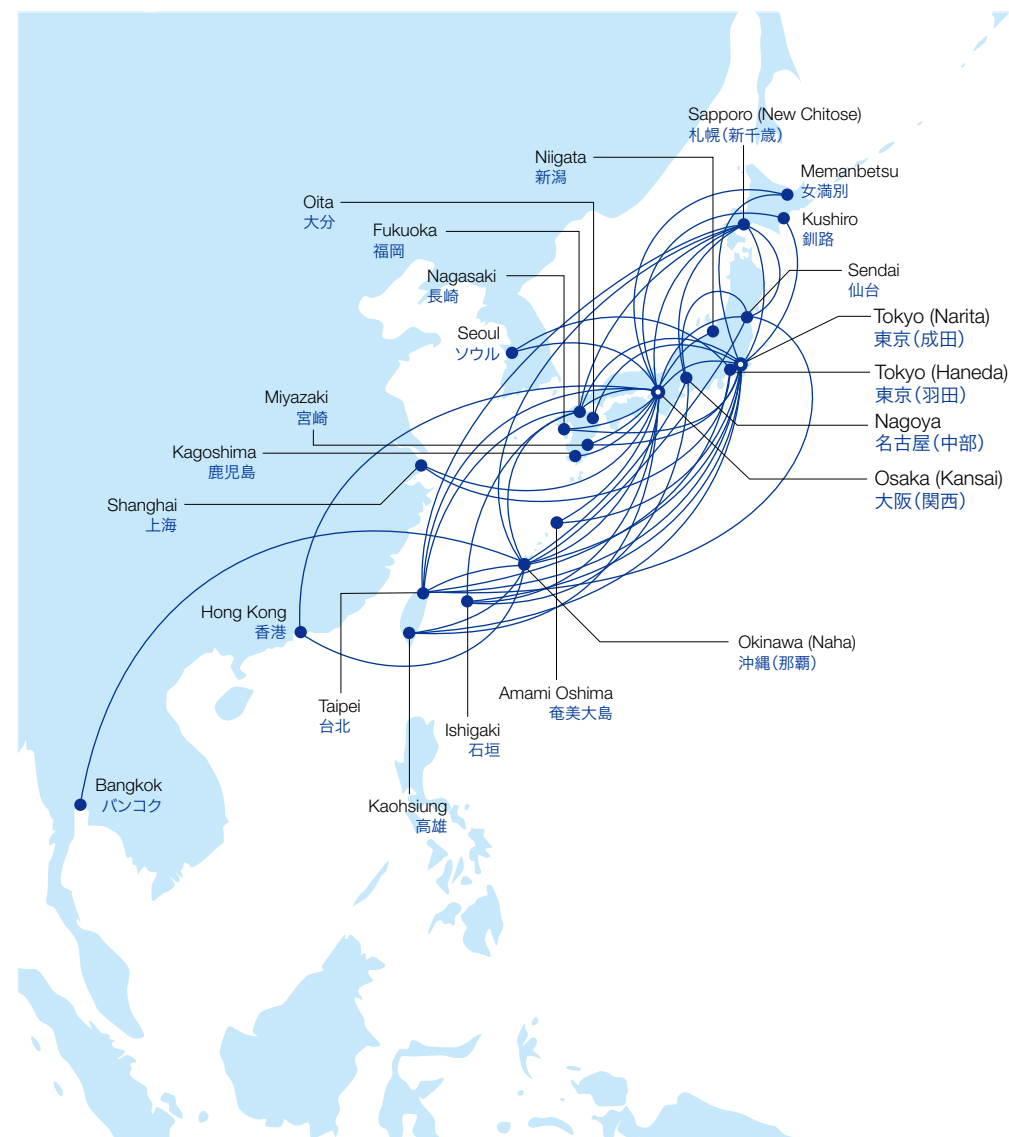 Sapporo (New Chitose)
札幌（新千歳）
Niigata
新潟
Memanbetsu
女満別
Oita
大分
Kushiro
釧路
Fukuoka
福岡
Nagasaki
長崎
Sendai
仙台
Seoul
ソウル
Tokyo (Narita)
東京（成田）
Tokyo (Haneda)
東京（羽田）
Miyazaki
宮崎
Nagoya
名古屋（中部）
Kagoshima
鹿児島
Osaka (Kansai)
大阪（関西）
Shanghai
上海
Hong Kong
香港
Okinawa (Naha)
沖縄（那覇）
Amami Oshima
奄美大島
Taipei
台北
Ishigaki
石垣
Bangkok
バンコク
Kaohsiung
高雄